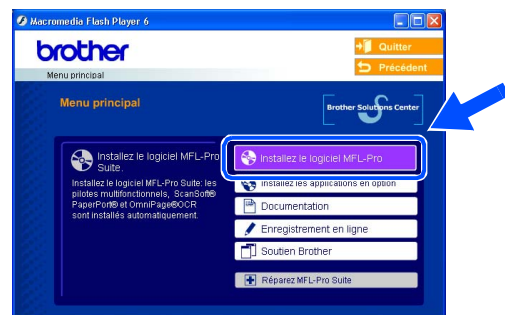 Macromedia Flash Player 6
brother
Quitter
Précédent
Menu principal
Menu principal
Brother Solutions Center
Installez le logiciel MFL-Pro
Suite.
Installez le logiciel MFL-Pro Suite: les
pilotes multifonctionnels, ScanSoft®
PaperPort® et OmniPage®OCR
sont installés automatiquement.
Installez le logiciel MFL-Pro
Installez les applications en option
Documentation
Enregistrement en ligne
Soutien Brother
Réparez MFL-Pro Suite